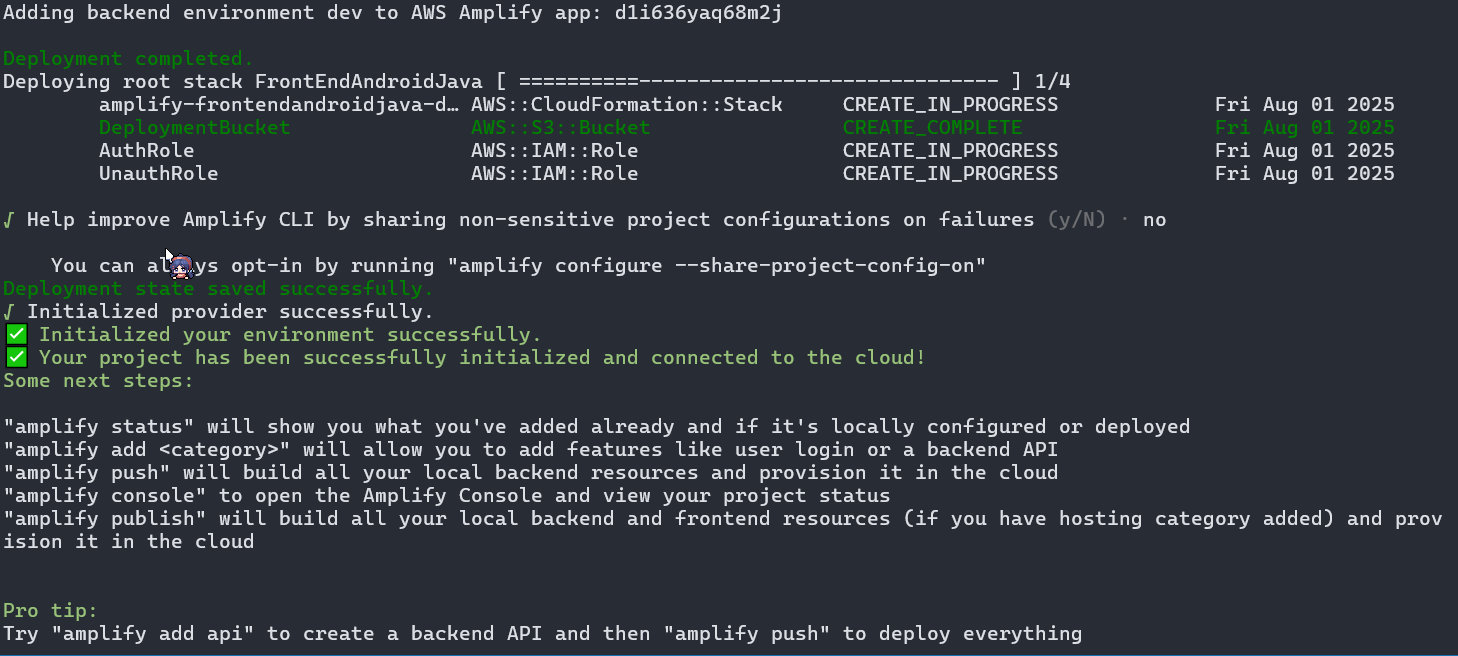 Adding backend environment dev to AWS Amplify app: d1i636yaq68m2j
Deployment completed.
Deploying root stack FrontEndAndroidJava [ ==========------------------------------ ] 1/4
amplify-frontendandroidjava-d… AWS::CloudFormation::Stack CREATE_IN_PROGRESS Fri Aug 01 2025
DeploymentBucket AWS::S3::Bucket CREATE_COMPLETE Fri Aug 01 2025
AuthRole AWS::IAM::Role CREATE_IN_PROGRESS Fri Aug 01 2025
UnauthRole AWS::IAM::Role CREATE_IN_PROGRESS Fri Aug 01 2025
√ Help improve Amplify CLI by sharing non-sensitive project configurations on failures (y/N) · no
You can always opt-in by running "amplify configure --share-project-config-on"
Deployment state saved successfully.
√ Initialized provider successfully.
✅ Initialized your environment successfully.
✅ Your project has been successfully initialized and connected to the cloud!
Some next steps:
"amplify status" will show you what you've added already and if it's locally configured or deployed
"amplify add <category>" will allow you to add features like user login or a backend API
"amplify push" will build all your local backend resources and provision it in the cloud
"amplify console" to open the Amplify Console and view your project status
"amplify publish" will build all your local backend and frontend resources (if you have hosting category added) and prov
ision it in the cloud
Pro tip:
Try "amplify add api" to create a backend API and then "amplify push" to deploy everything